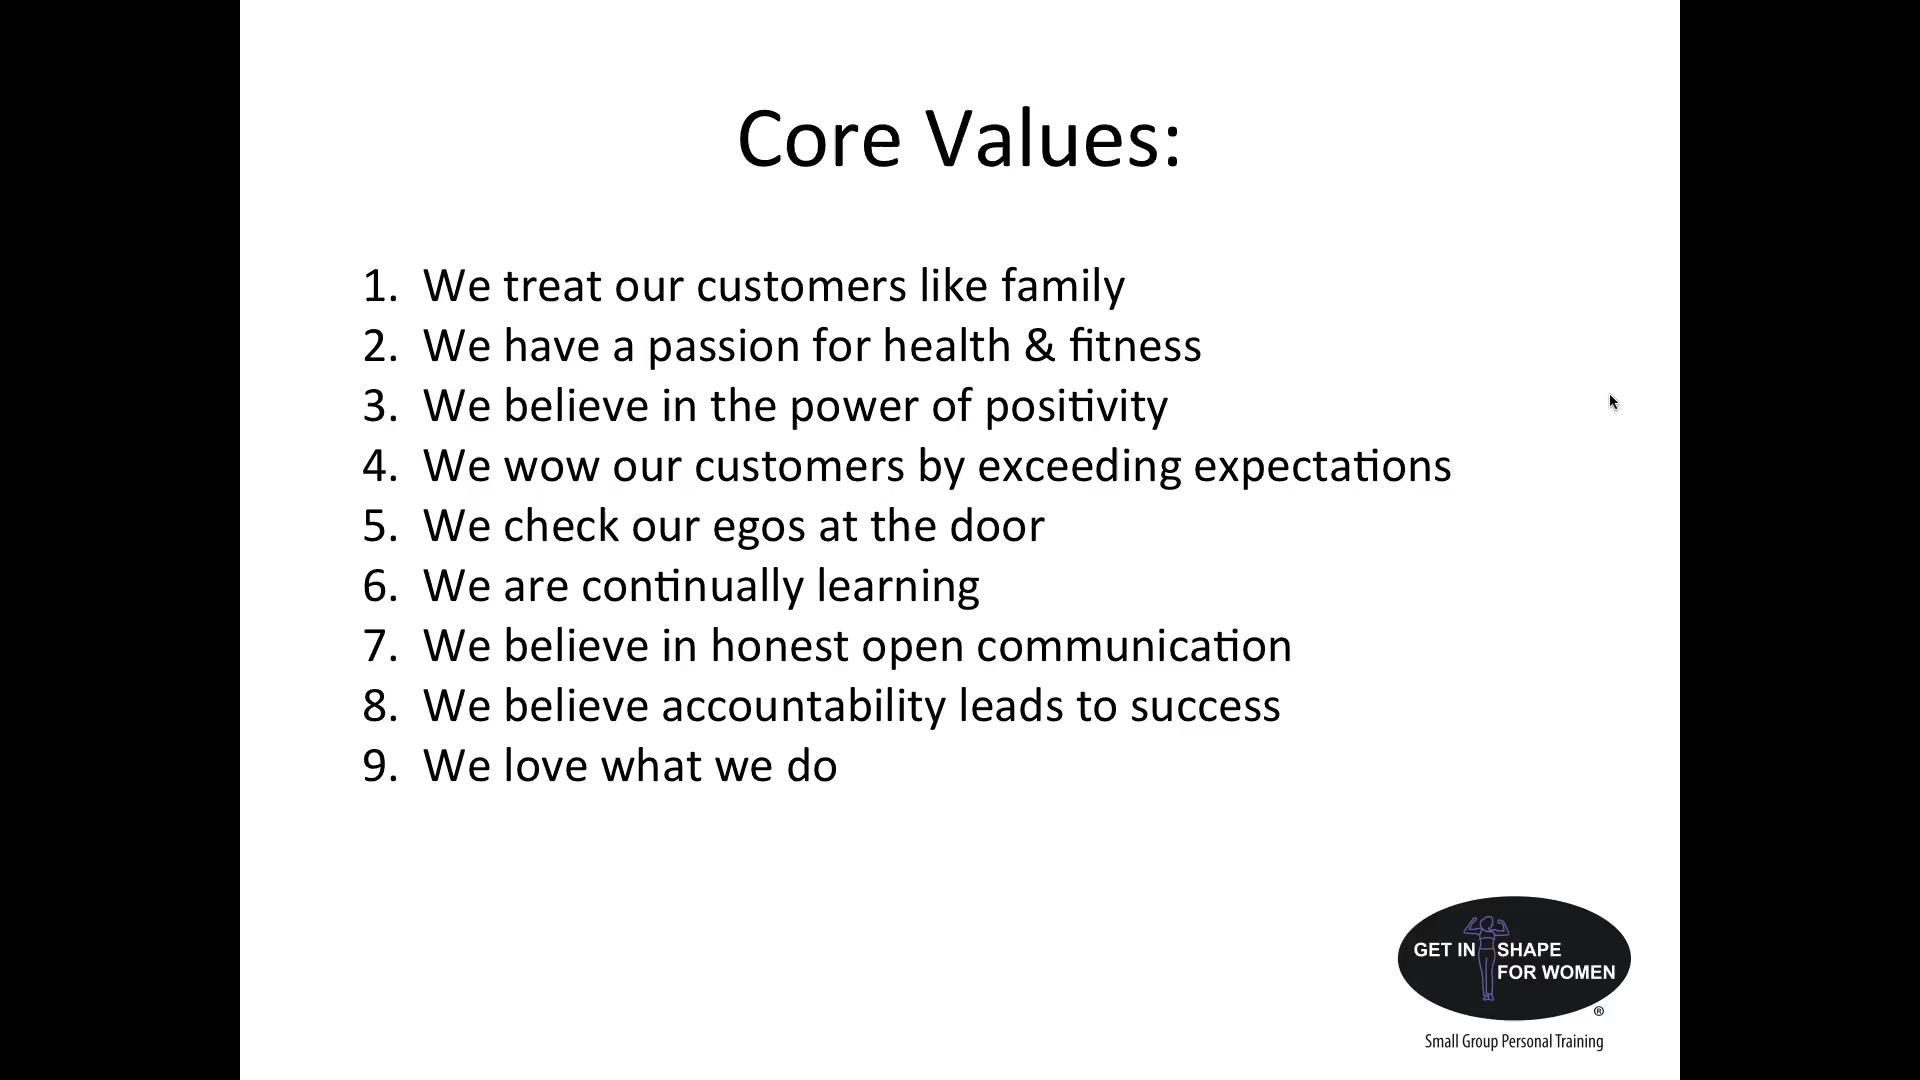 Core Values:
1. We treat our customers like family
2. We have a passion for health & fitness
3. We believe in the power of positivity
4. We wow our customers by exceeding expectations
5. We check our egos at the door
6. We are continually learning
7. We believe in honest open communication
8. We believe accountability leads to success
9. We love what we do
GET IN SHAPE
FOR WOMEN
®
Small Group Personal Training